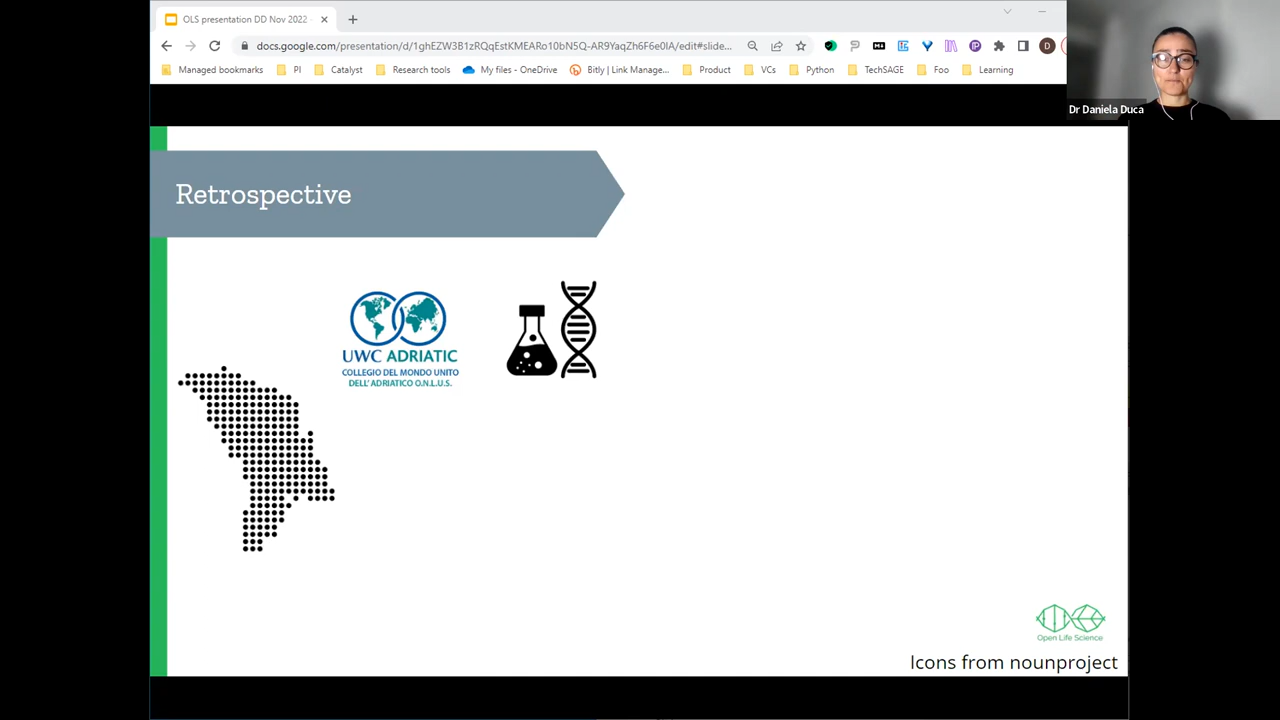 OLS presentation DD Nov 2022 -
docs.google.com/presentation/d/1ghEZW3B1zRQqEstKMEARo10bN5Q-AR9YaqZh6F6e0IA/edit#slide...
D
Managed bookmarks
PI
Catalyst
Research tools
My files - OneDrive
Bitly | Link Manage...
Product
VCs
Python
TechSAGE
Foo
Learning
Dr Daniela Duca
Retrospective
UWC ADRIATIC
COLLEGIO DEL MONDO UNITO
DELL'ADRIATICO O.N.L.U.S.
Open Life Science
Icons from nounproject